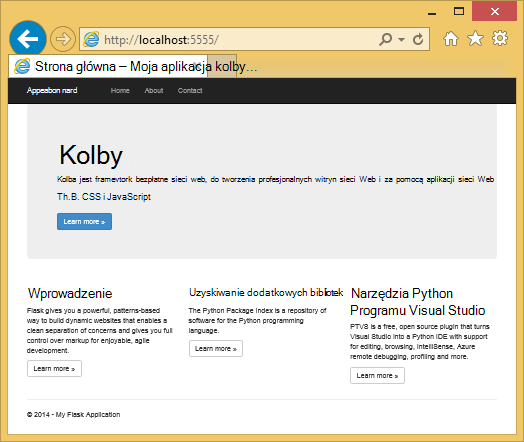 http://localhost:5555/
Strona główna – Moja aplikacja kolby...
Appeabon nard Home About Contact
Kolby
Kolba jest framevtork bezpłatne sieci web, do tworzenia profesjonalnych witryn sieci Web i za pomocą aplikacji sieci Web
Th.B. CSS i JavaScript
Learn more »
Wprowadzenie
Flask gives you a powerful, patterns-based
way to build dynamic websites that enables a
clean separation of concerns and gives you full
control over markup for enjoyable, agile
development.
Learn more »
Uzyskiwanie dodatkowych bibliotek
The Python Package Index is a repository of
software for the Python programming
language.
Learn more »
Narzędzia Python
Programu Visual Studio
PTVS is a free, open source plugin that turns
Visual Studio into a Python IDE with support
for editing, browsing, IntelliSense, Azure
remote debugging, profiling and more.
Learn more »
© 2014 - My Flask Application